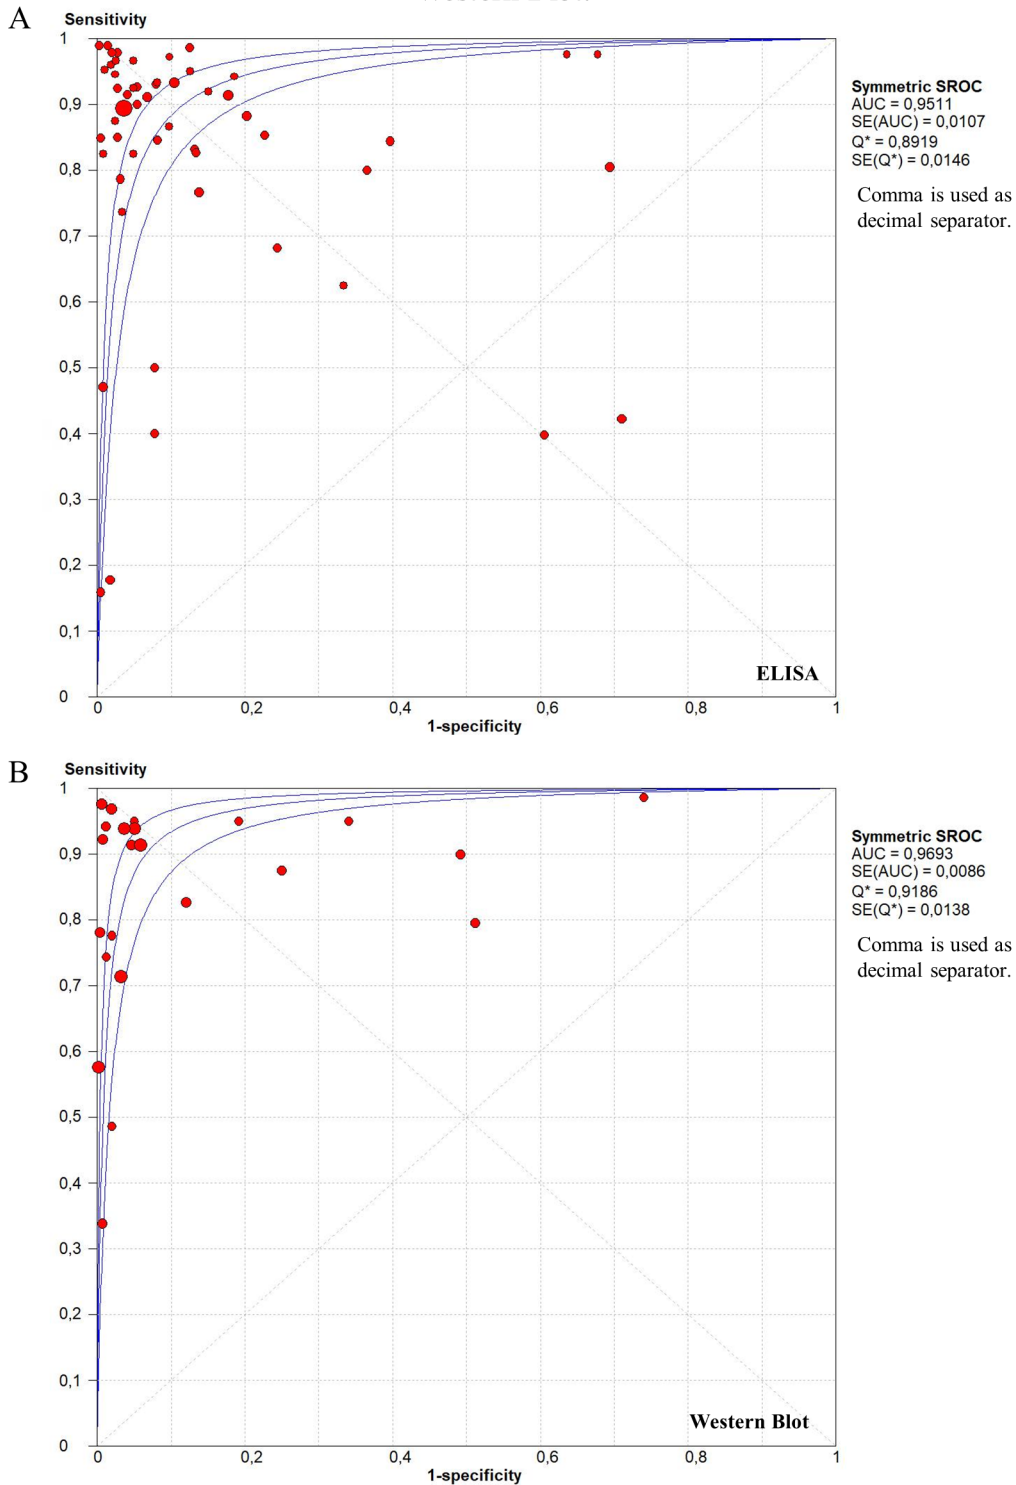 A
Sensitivity
1
0,9
0,8
0,7
0,6
0,5
0,4
0,3
0,2
0,1
0
0 0,2 0,4 0,6 0,8 1
1-specificity
ELISA
Symmetric SROC
AUC = 0,9511
SE(AUC) = 0,0107
Q* = 0,8919
SE(Q*) = 0,0146
Comma is used as
decimal separator.
B
Sensitivity
1
0,9
0,8
0,7
0,6
0,5
0,4
0,3
0,2
0,1
0
0 0,2 0,4 0,6 0,8 1
1-specificity
Western Blot
Symmetric SROC
AUC = 0,9693
SE(AUC) = 0,0086
Q* = 0,9186
SE(Q*) = 0,0138
Comma is used as
decimal separator.